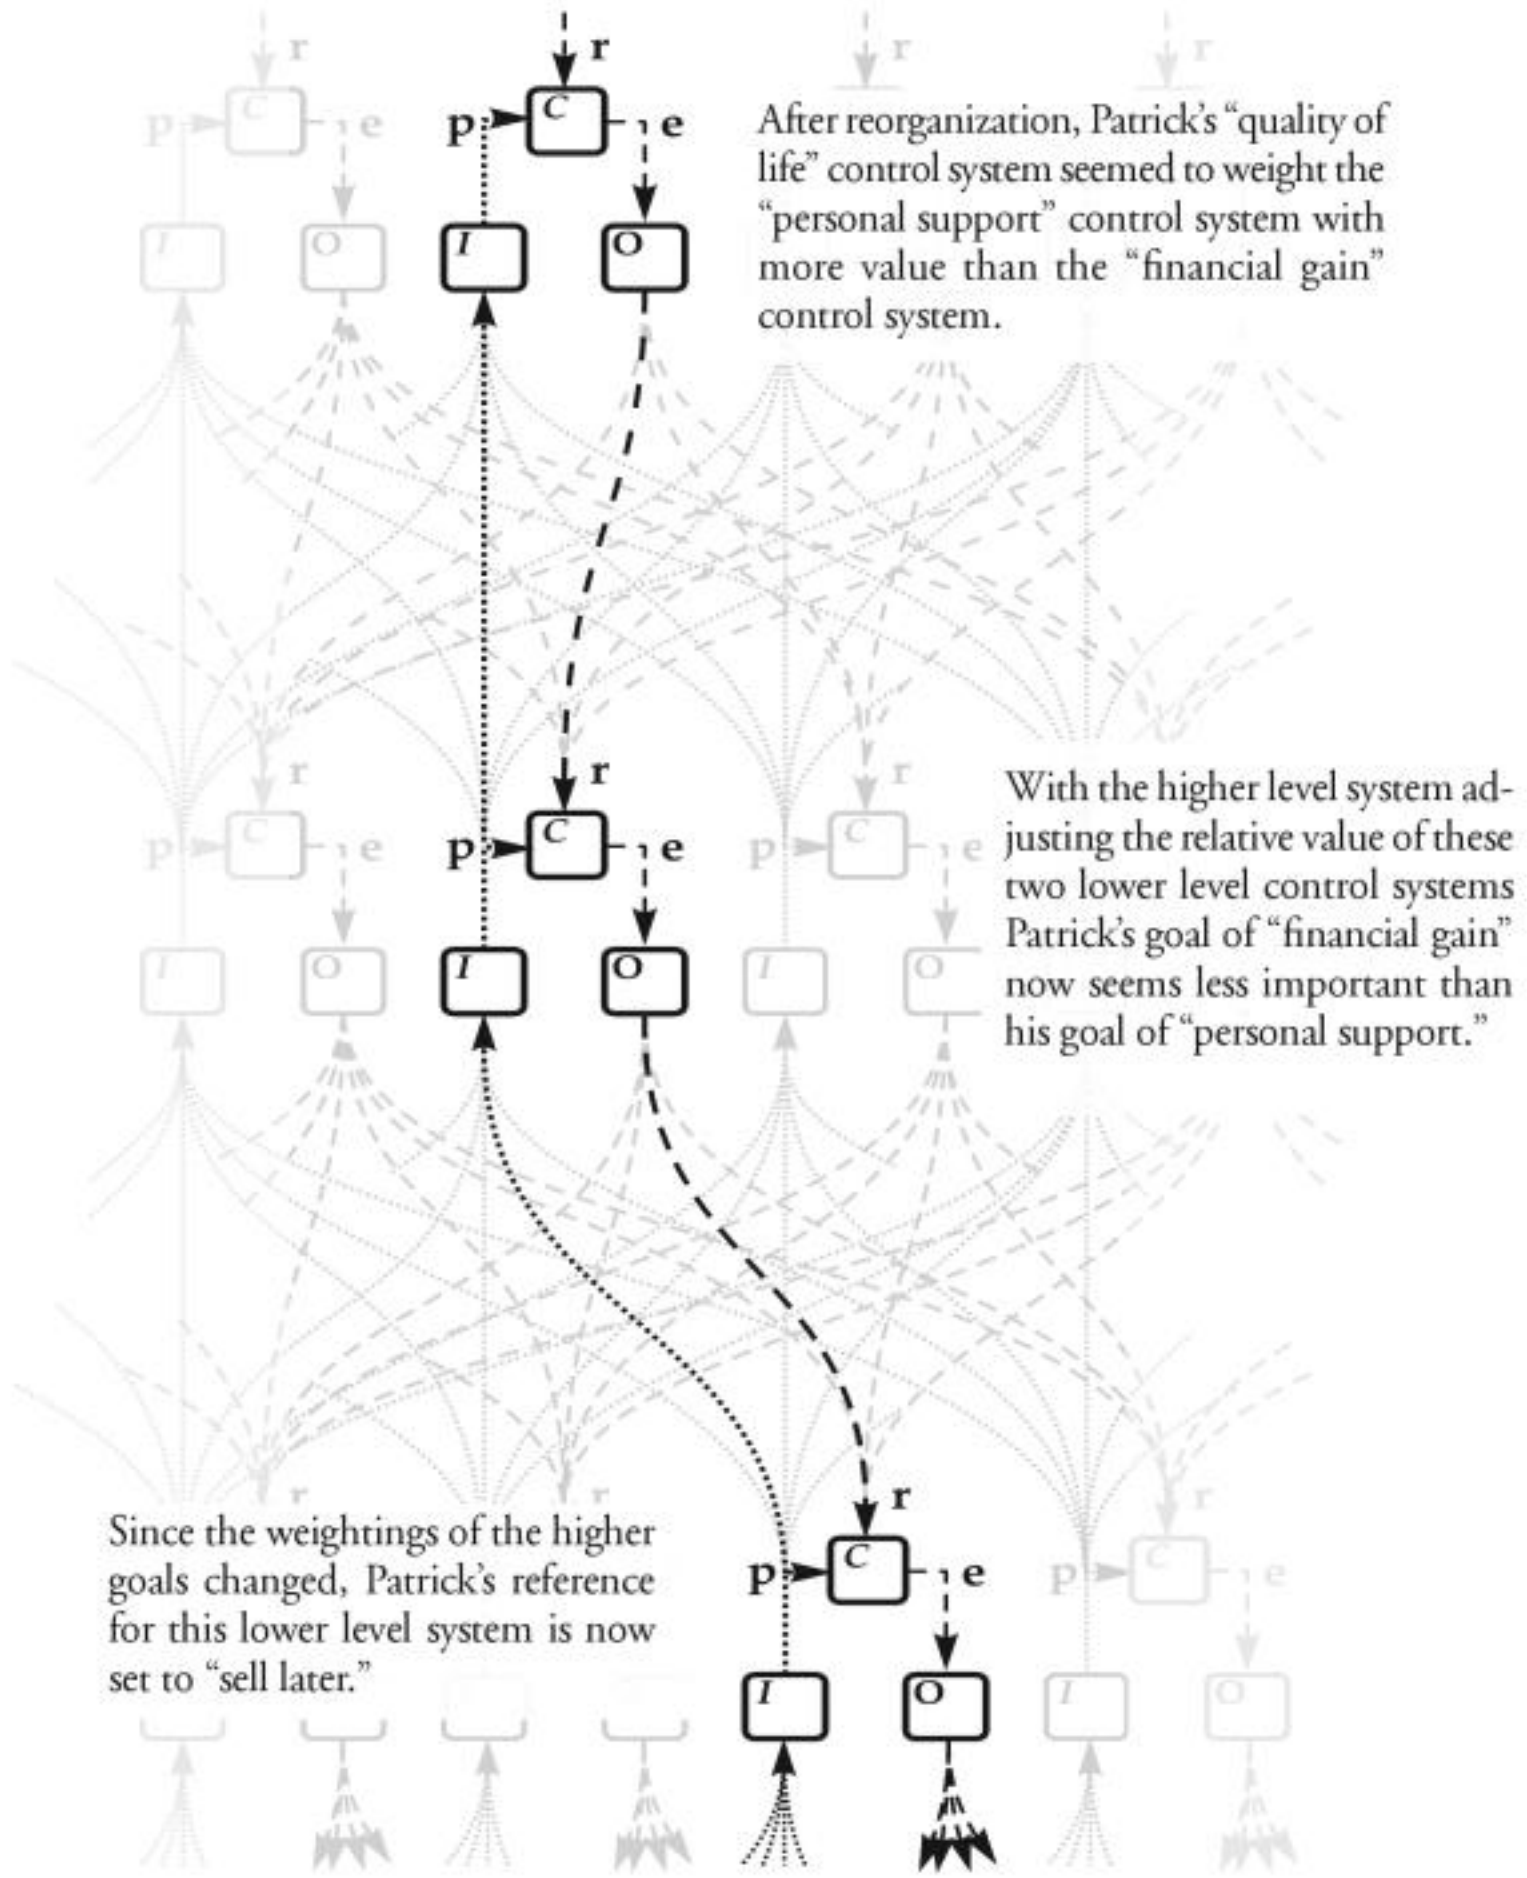 r r r r
p C e p C e
After reorganization, Patrick's “quality of
life” control system seemed to weight the
“personal support” control system with
more value than the “financial gain”
control system.
I O I O
r r r
p C e p C e p C e
With the higher level system ad-
justing the relative value of these
two lower level control systems
Patrick's goal of “financial gain”
now seems less important than
his goal of “personal support.”
I O I O I O
r r r r
Since the weightings of the higher
goals changed, Patrick's reference
for this lower level system is now
set to “sell later.”
p C e p C e
I O I O